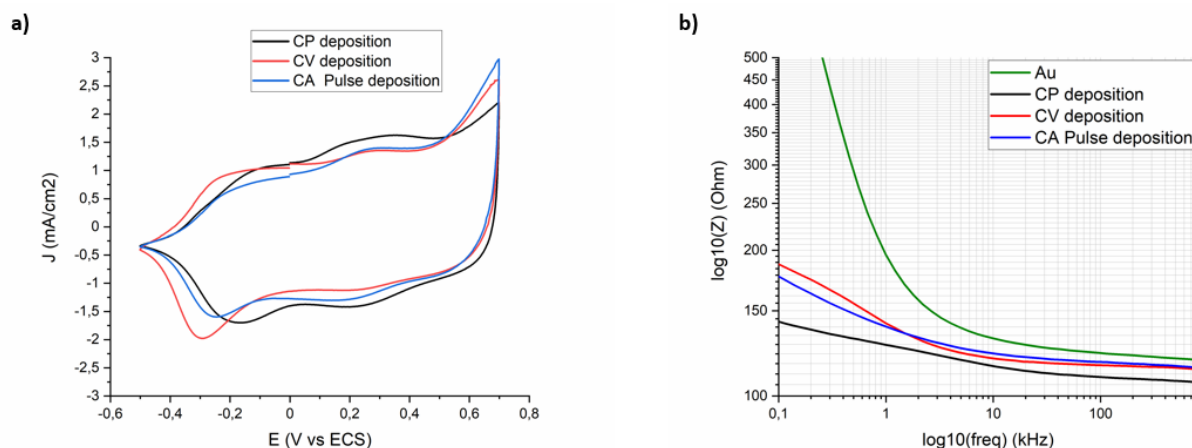 a)
CP deposition
CV deposition
CA Pulse deposition
3
2,5
2
1,5
1
0,5
0
-0,5
-1
-1,5
-2
-2,5
-3
J (mA/cm2)
-0,6
-0,4
-0,2
0
0,2
0,4
0,6
0,8
E (V vs ECS)
b)
Au
CP deposition
CV deposition
CA Pulse deposition
500
450
400
350
300
250
200
150
100
log10(Z) (Ohm)
0,1
1
10
100
log10(freq) (kHz)